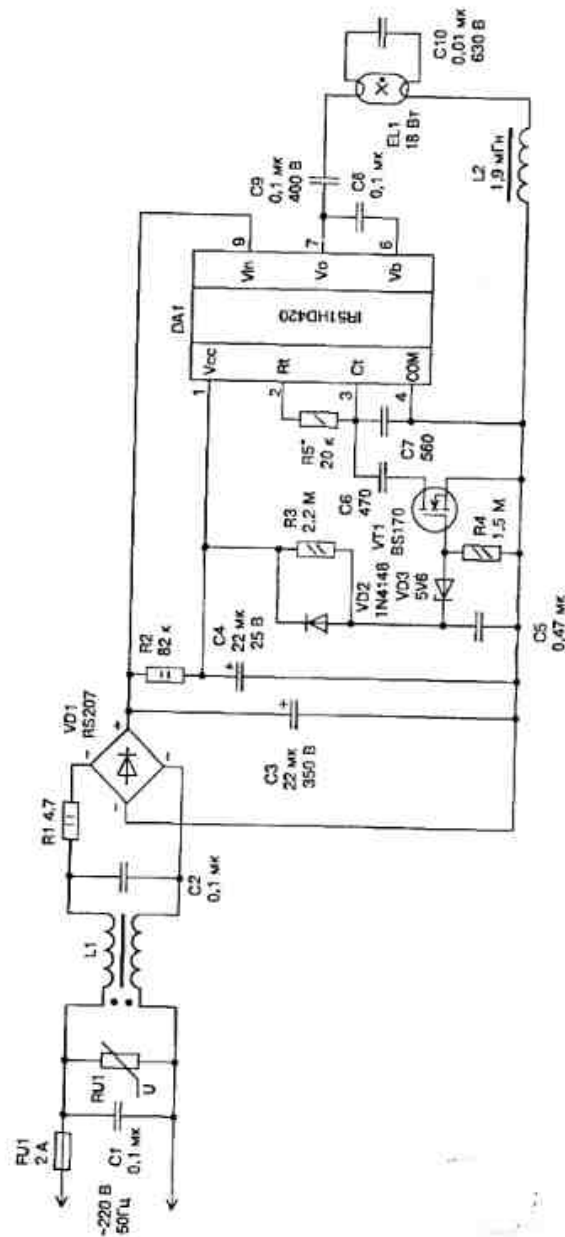 ~220 В
50Гц
FU1
2 А
C1
0,1 мк
RU1
U
L1
C2
0,1 мк
R1 4,7
VD1
RS207
~
+
−
~
R2
82 к
C3
22 мк
350 В
+
C4
22 мк
25 В
+
R3
2,2 М
VD2
1N4148
VD3
5V6
C5
0,47 мк
VT1
BS170
R4
1,5 М
C6
470
R5*
20 к
C7
560
DA1
IR51HD420
1
Vcc
2
Rt
3
Ct
4
COM
Vin
9
Vo
7
Vb
6
C9
0,1 мк
400 В
C8
0,1 мк
EL1
18 Вт
C10
0,01 мк
630 В
L2
1,9 мГн